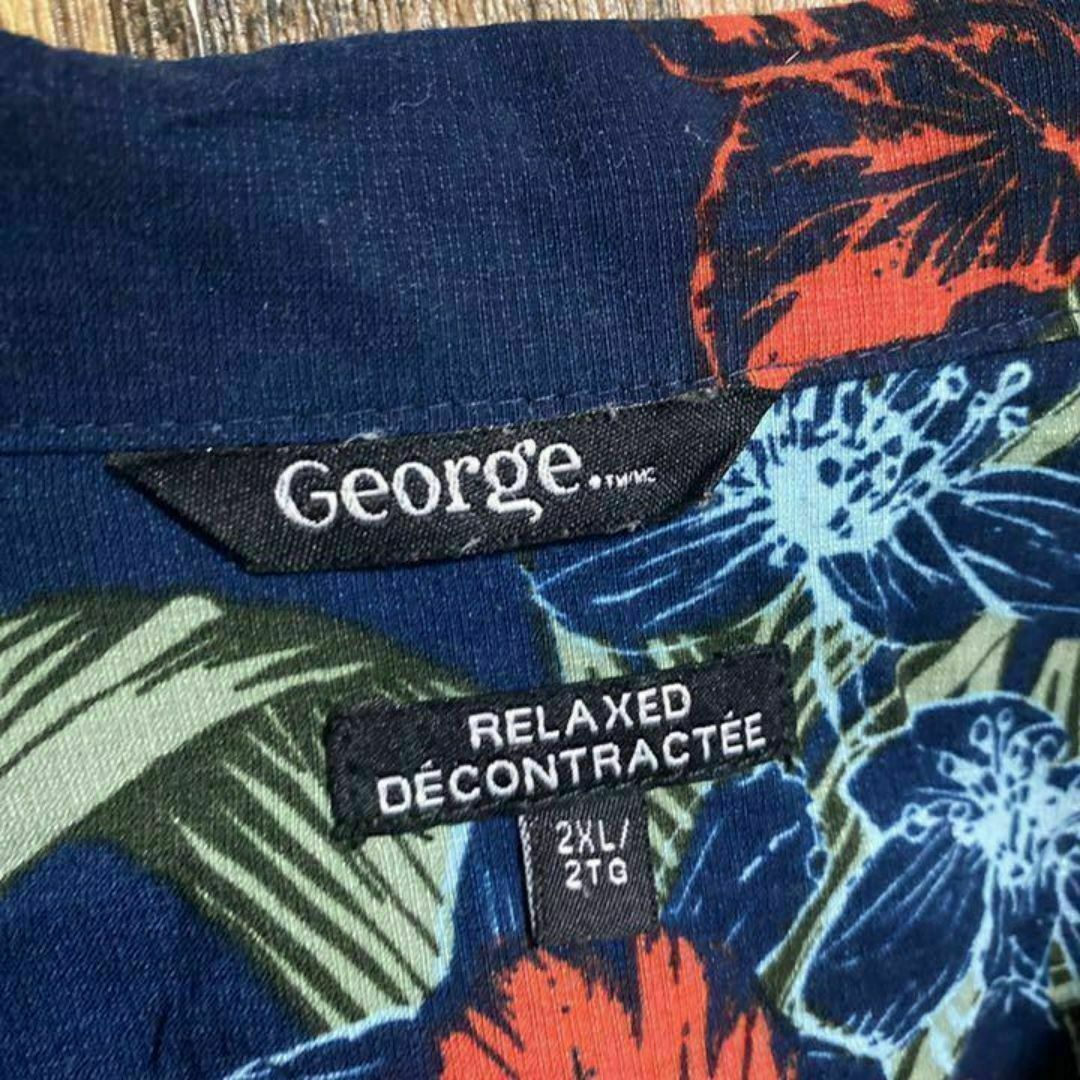 George.TM/MC
RELAXED
DÉCONTRACTÉE
2XL/
2TG